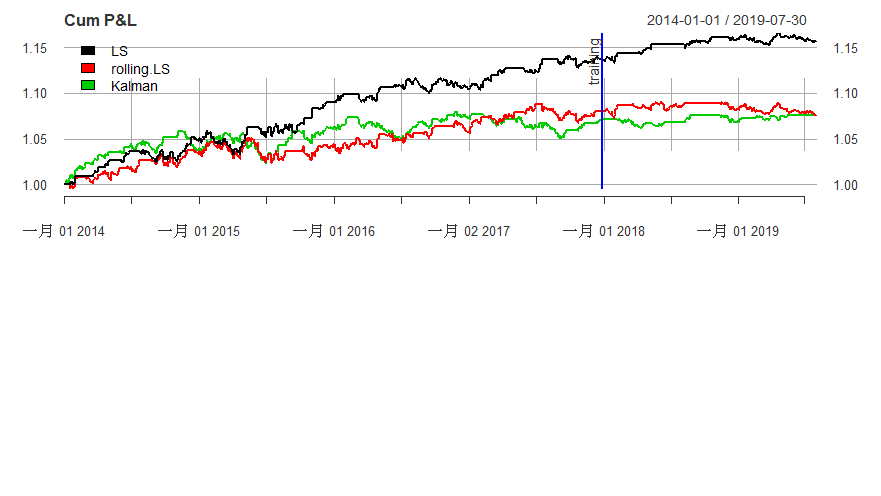 Cum P&L 2014-01-01 / 2019-07-30
1.15 LS training 1.15
rolling.LS
1.10 Kalman 1.10
1.05 1.05
1.00 1.00
一月 01 2014 一月 01 2015 一月 01 2016 一月 02 2017 一月 01 2018 一月 01 2019